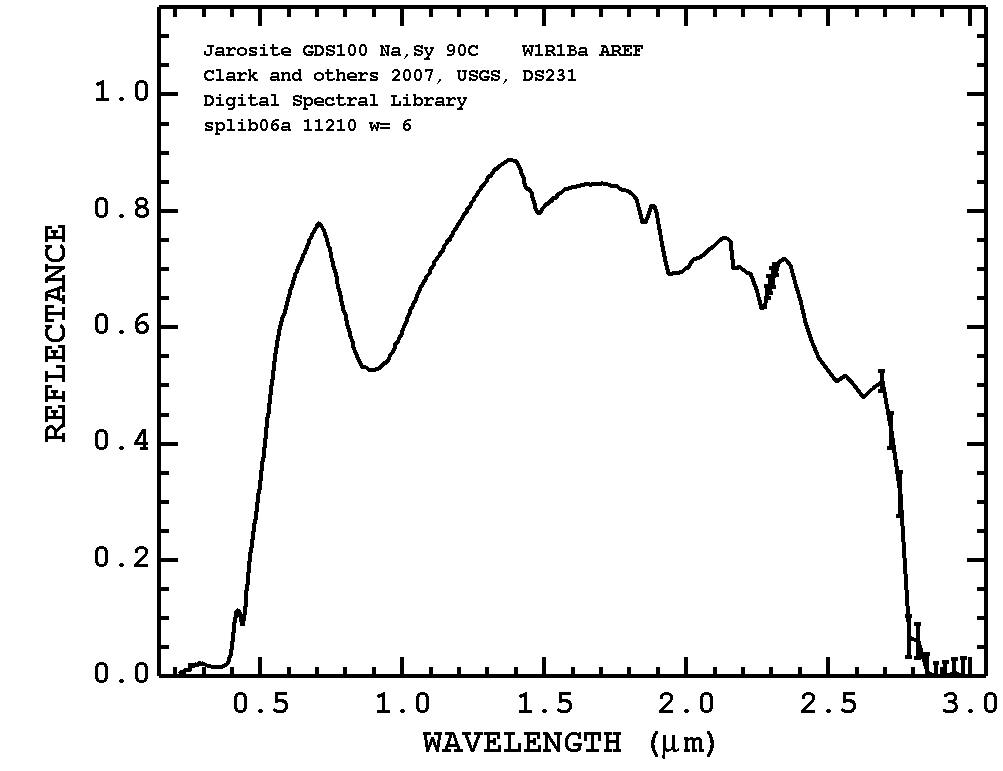 Jarosite GDS100 Na,Sy 90C W1R1Ba AREF
Clark and others 2007, USGS, DS231
Digital Spectral Library
splib06a 11210 w= 6
1.0
0.8
0.6
0.4
0.2
0.0
REFLECTANCE
0.5 1.0 1.5 2.0 2.5 3.0
WAVELENGTH (μm)